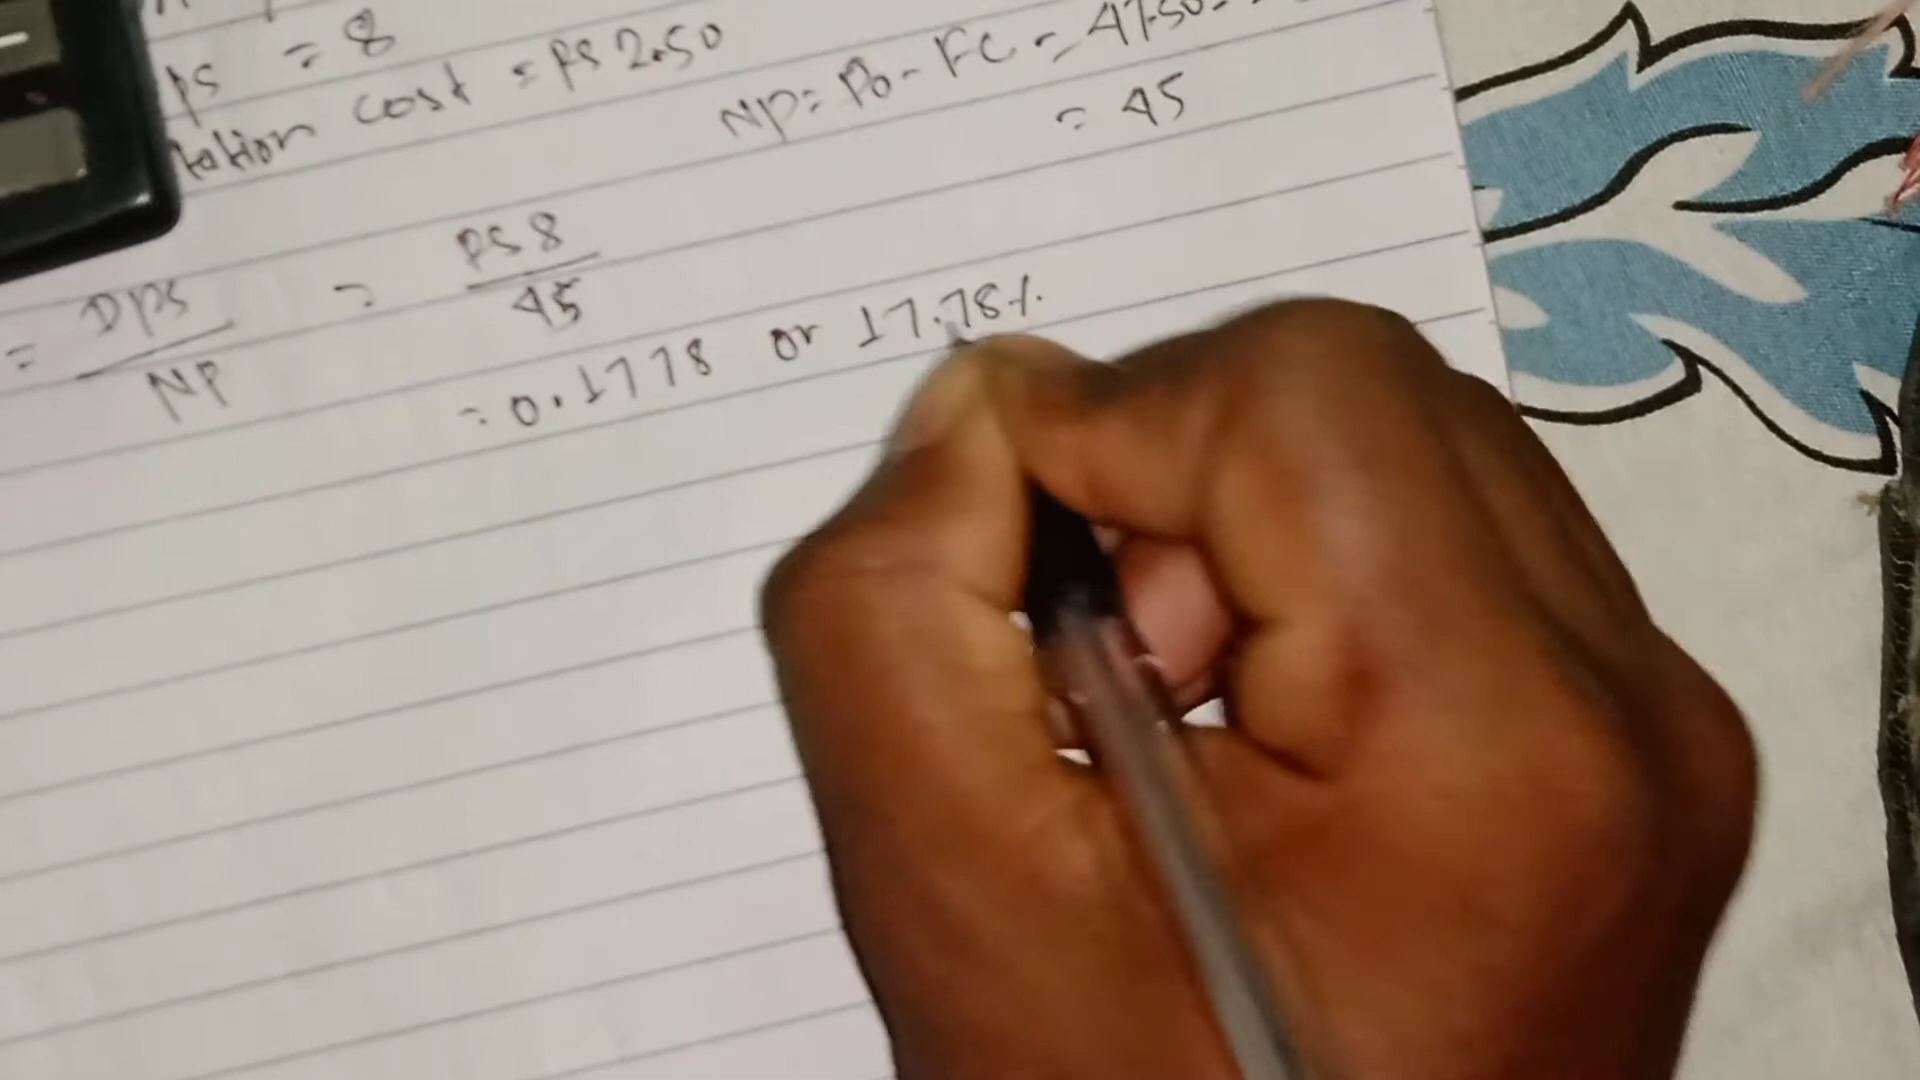 ps = 8
tation cost = PS 2.50
NP = Po - FC = 47.50 -
= 45
= DPS / NP = PS 8 / 45
= 0.1778 or 17.78%